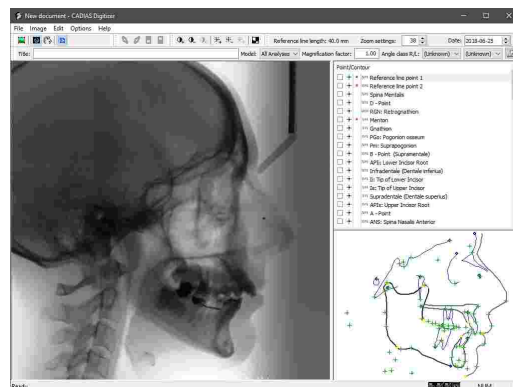 New document - CADIAS Digitizer
File Image Edit Options Help
Reference line length: 40.0 mm Zoom settings: 38 Date: 2018-06-25
Title: Model: All Analyses Magnification factor: 1.00 Angle class R/L: (Unknown) (Unknown)
Point/Contour
Reference line point 1
Reference line point 2
Spina Mentalis
D - Point
RGN: Retrognathion
Menton
Gnathion
PGo: Pogonion osseum
Pm: Suprapogonion
B - Point (Supramentale)
APIi: Lower Incisor Root
Infradentale (Dentale inferius)
Ii: Tip of Lower Incisor
Is: Tip of Upper Incisor
Supradentale (Dentale superius)
APIs: Upper Incisor Root
A -Point
ANS: Spina Nasalis Anterior
Ready
NUM